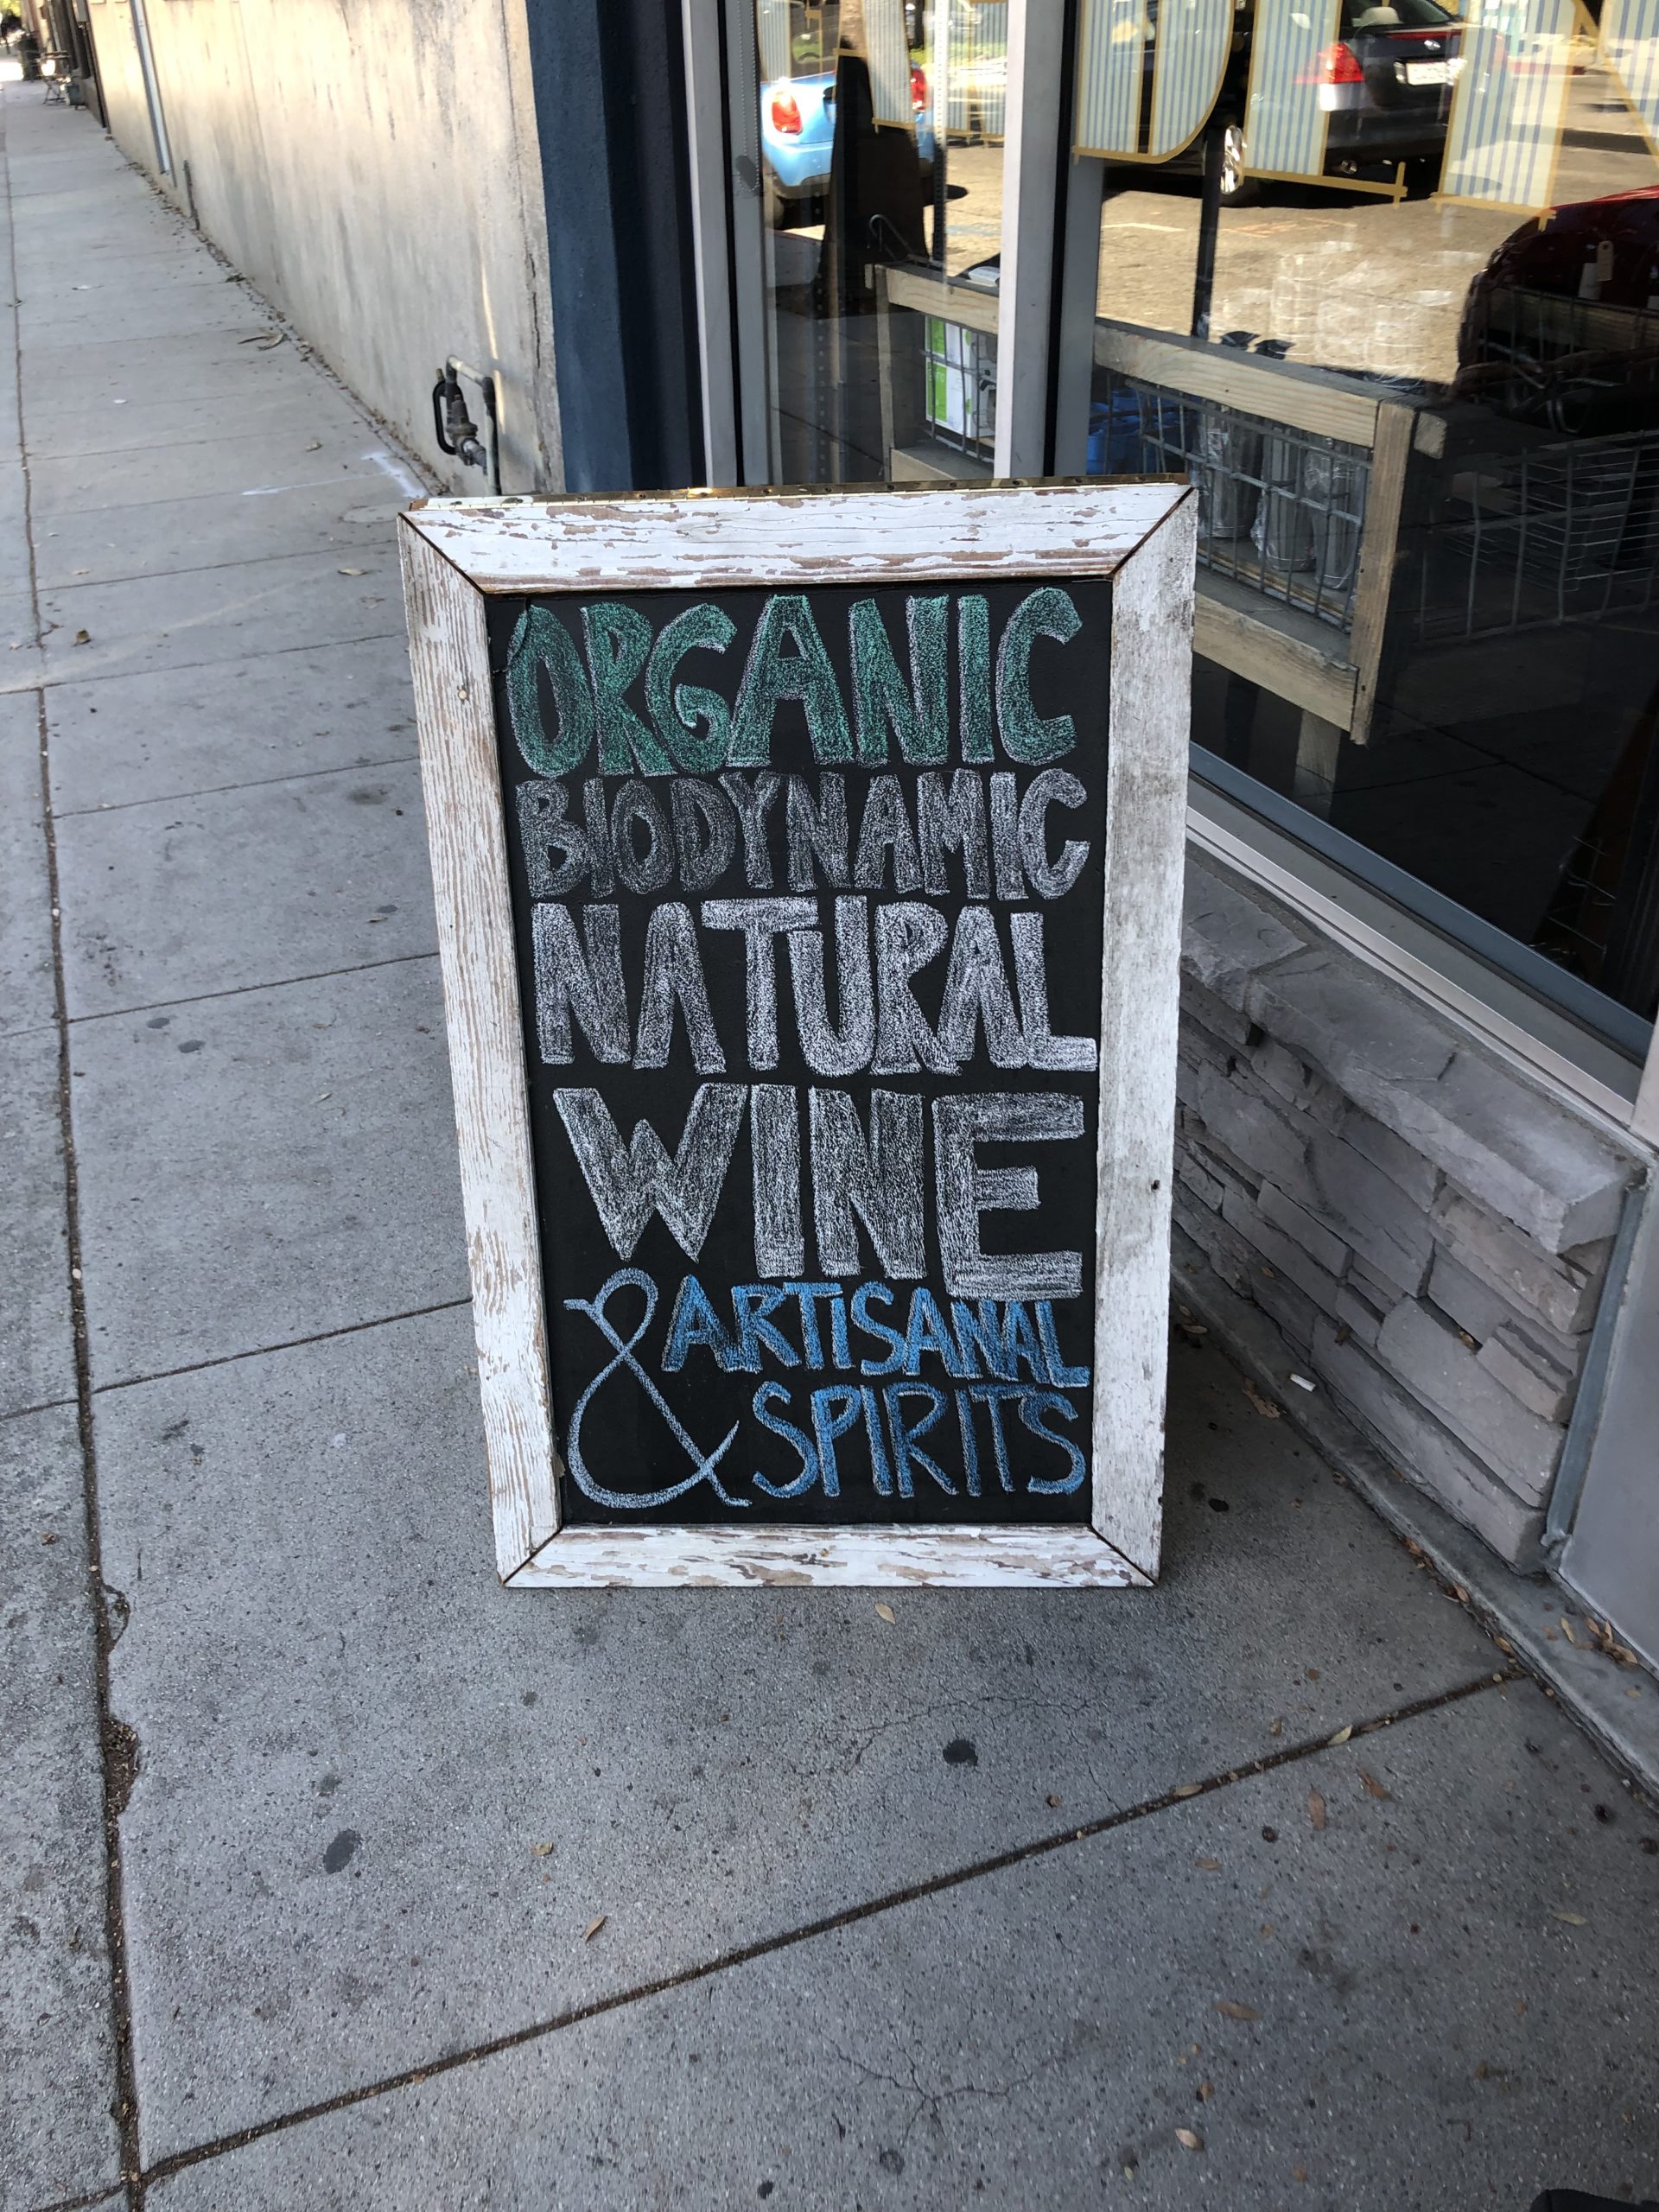 ORGANIC
BIODYNAMIC
NATURAL
WINE
& ARTISANAL
SPIRITS